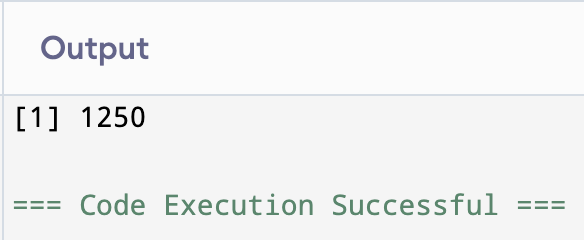 Output
[1] 1250
=== Code Execution Successful ===